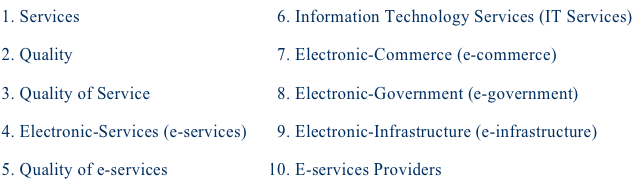 1. Services
2. Quality
3. Quality of Service
4. Electronic-Services (e-services)
5. Quality of e-services
6. Information Technology Services (IT Services)
7. Electronic-Commerce (e-commerce)
8. Electronic-Government (e-government)
9. Electronic-Infrastructure (e-infrastructure)
10. E-services Providers